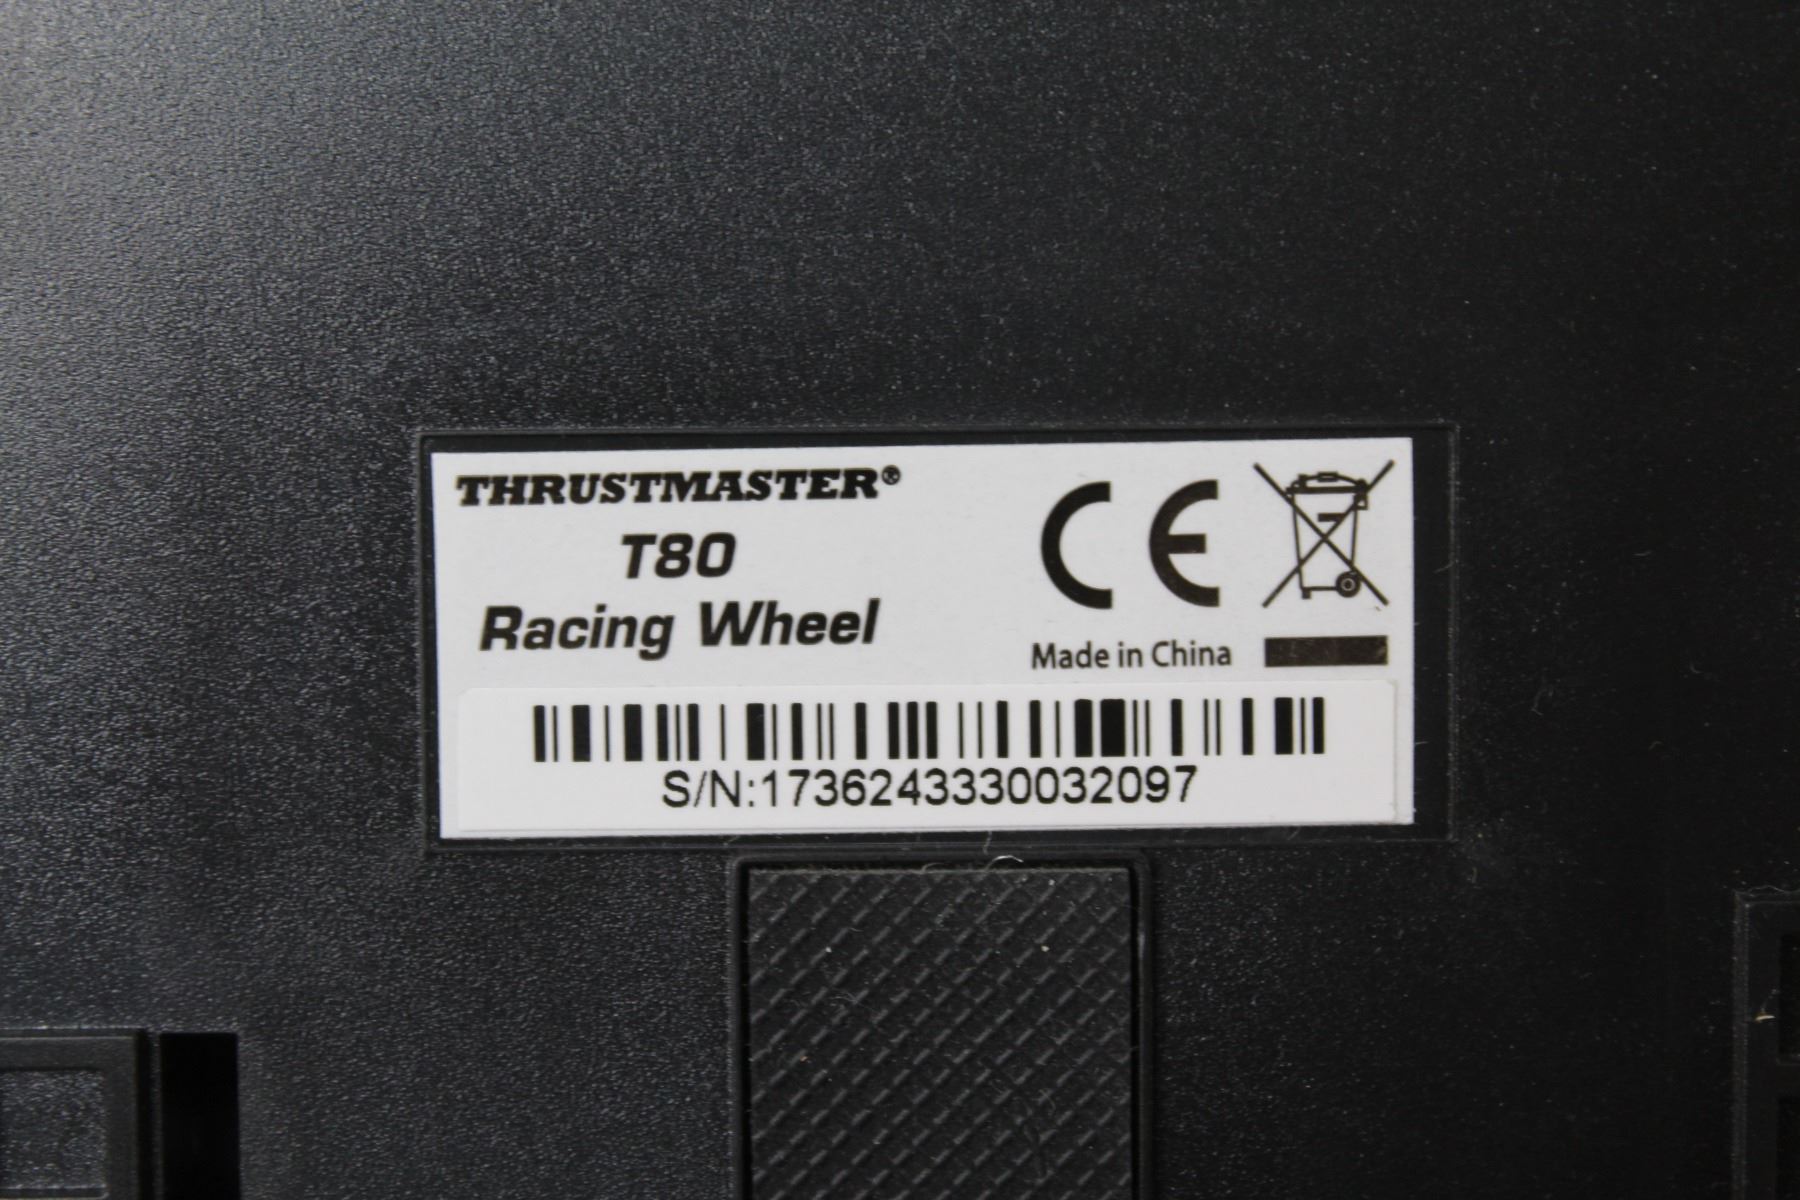 THRUSTMASTER®
T80
Racing Wheel
CE
Made in China
S/N:1736243330032097